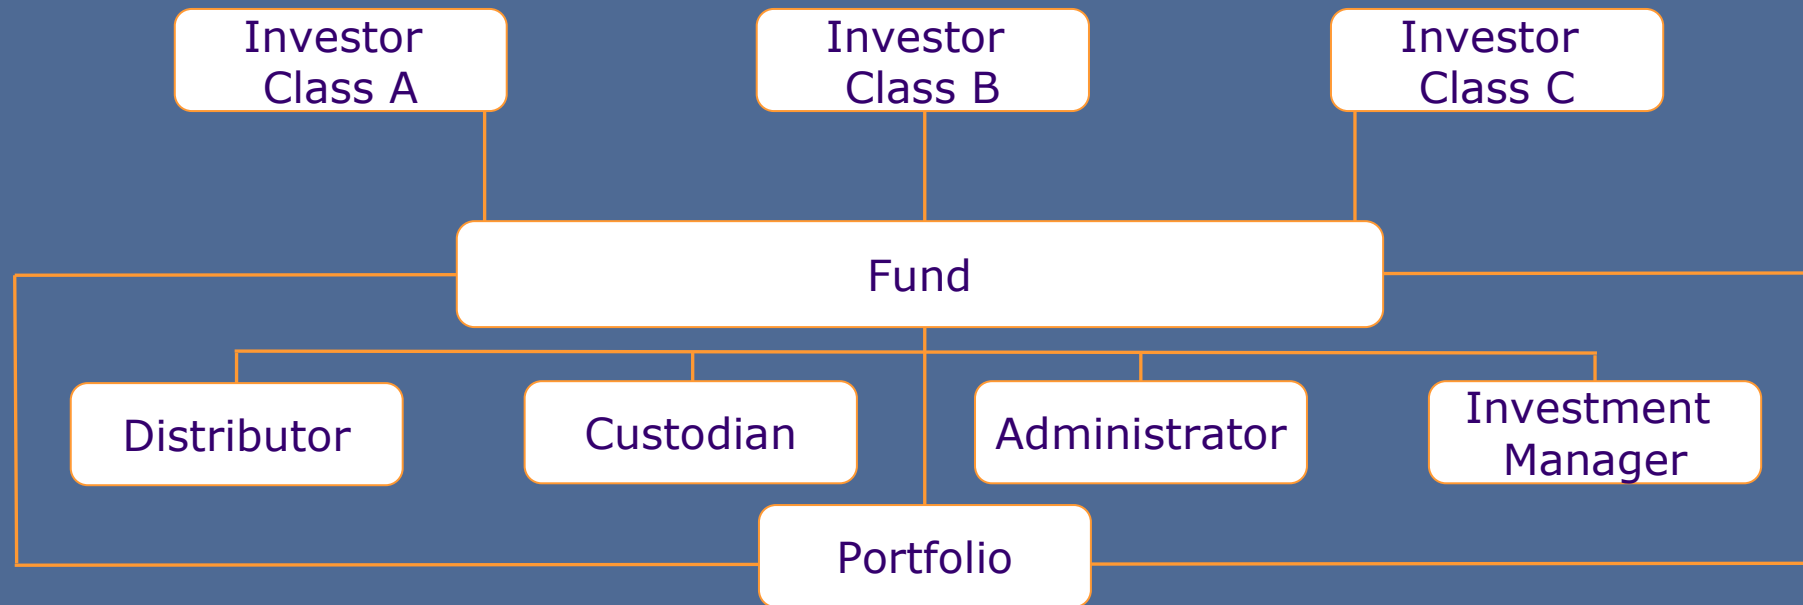 Investor
Class A
Investor
Class B
Investor
Class C
Fund
Distributor
Custodian
Administrator
Investment
Manager
Portfolio